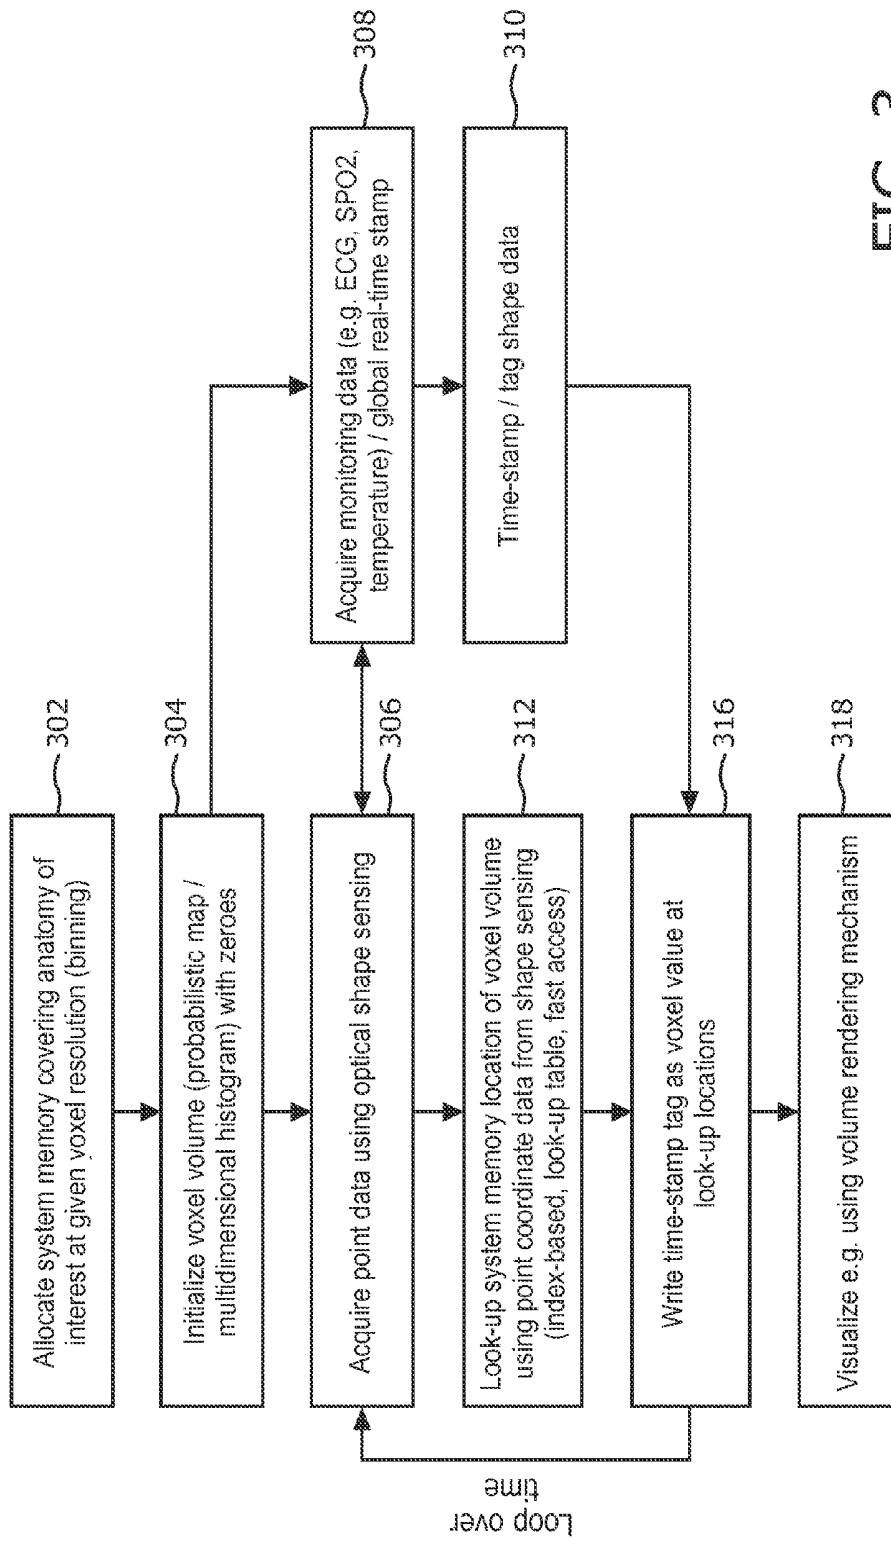 Allocate system memory covering anatomy of
interest at given voxel resolution (binning)
302
Initialize voxel volume (probabilistic map /
multidimensional histogram) with zeroes
304
Acquire point data using optical shape sensing
306
Acquire monitoring data (e.g. ECG, SPO2,
temperature) / global real-time stamp
308
Look-up system memory location of voxel volume
using point coordinate data from shape sensing
(index-based, look-up table, fast access)
312
Time-stamp / tag shape data
310
Write time-stamp tag as voxel value at
look-up locations
316
Loop over
time
Visualize e.g. using volume rendering mechanism
318